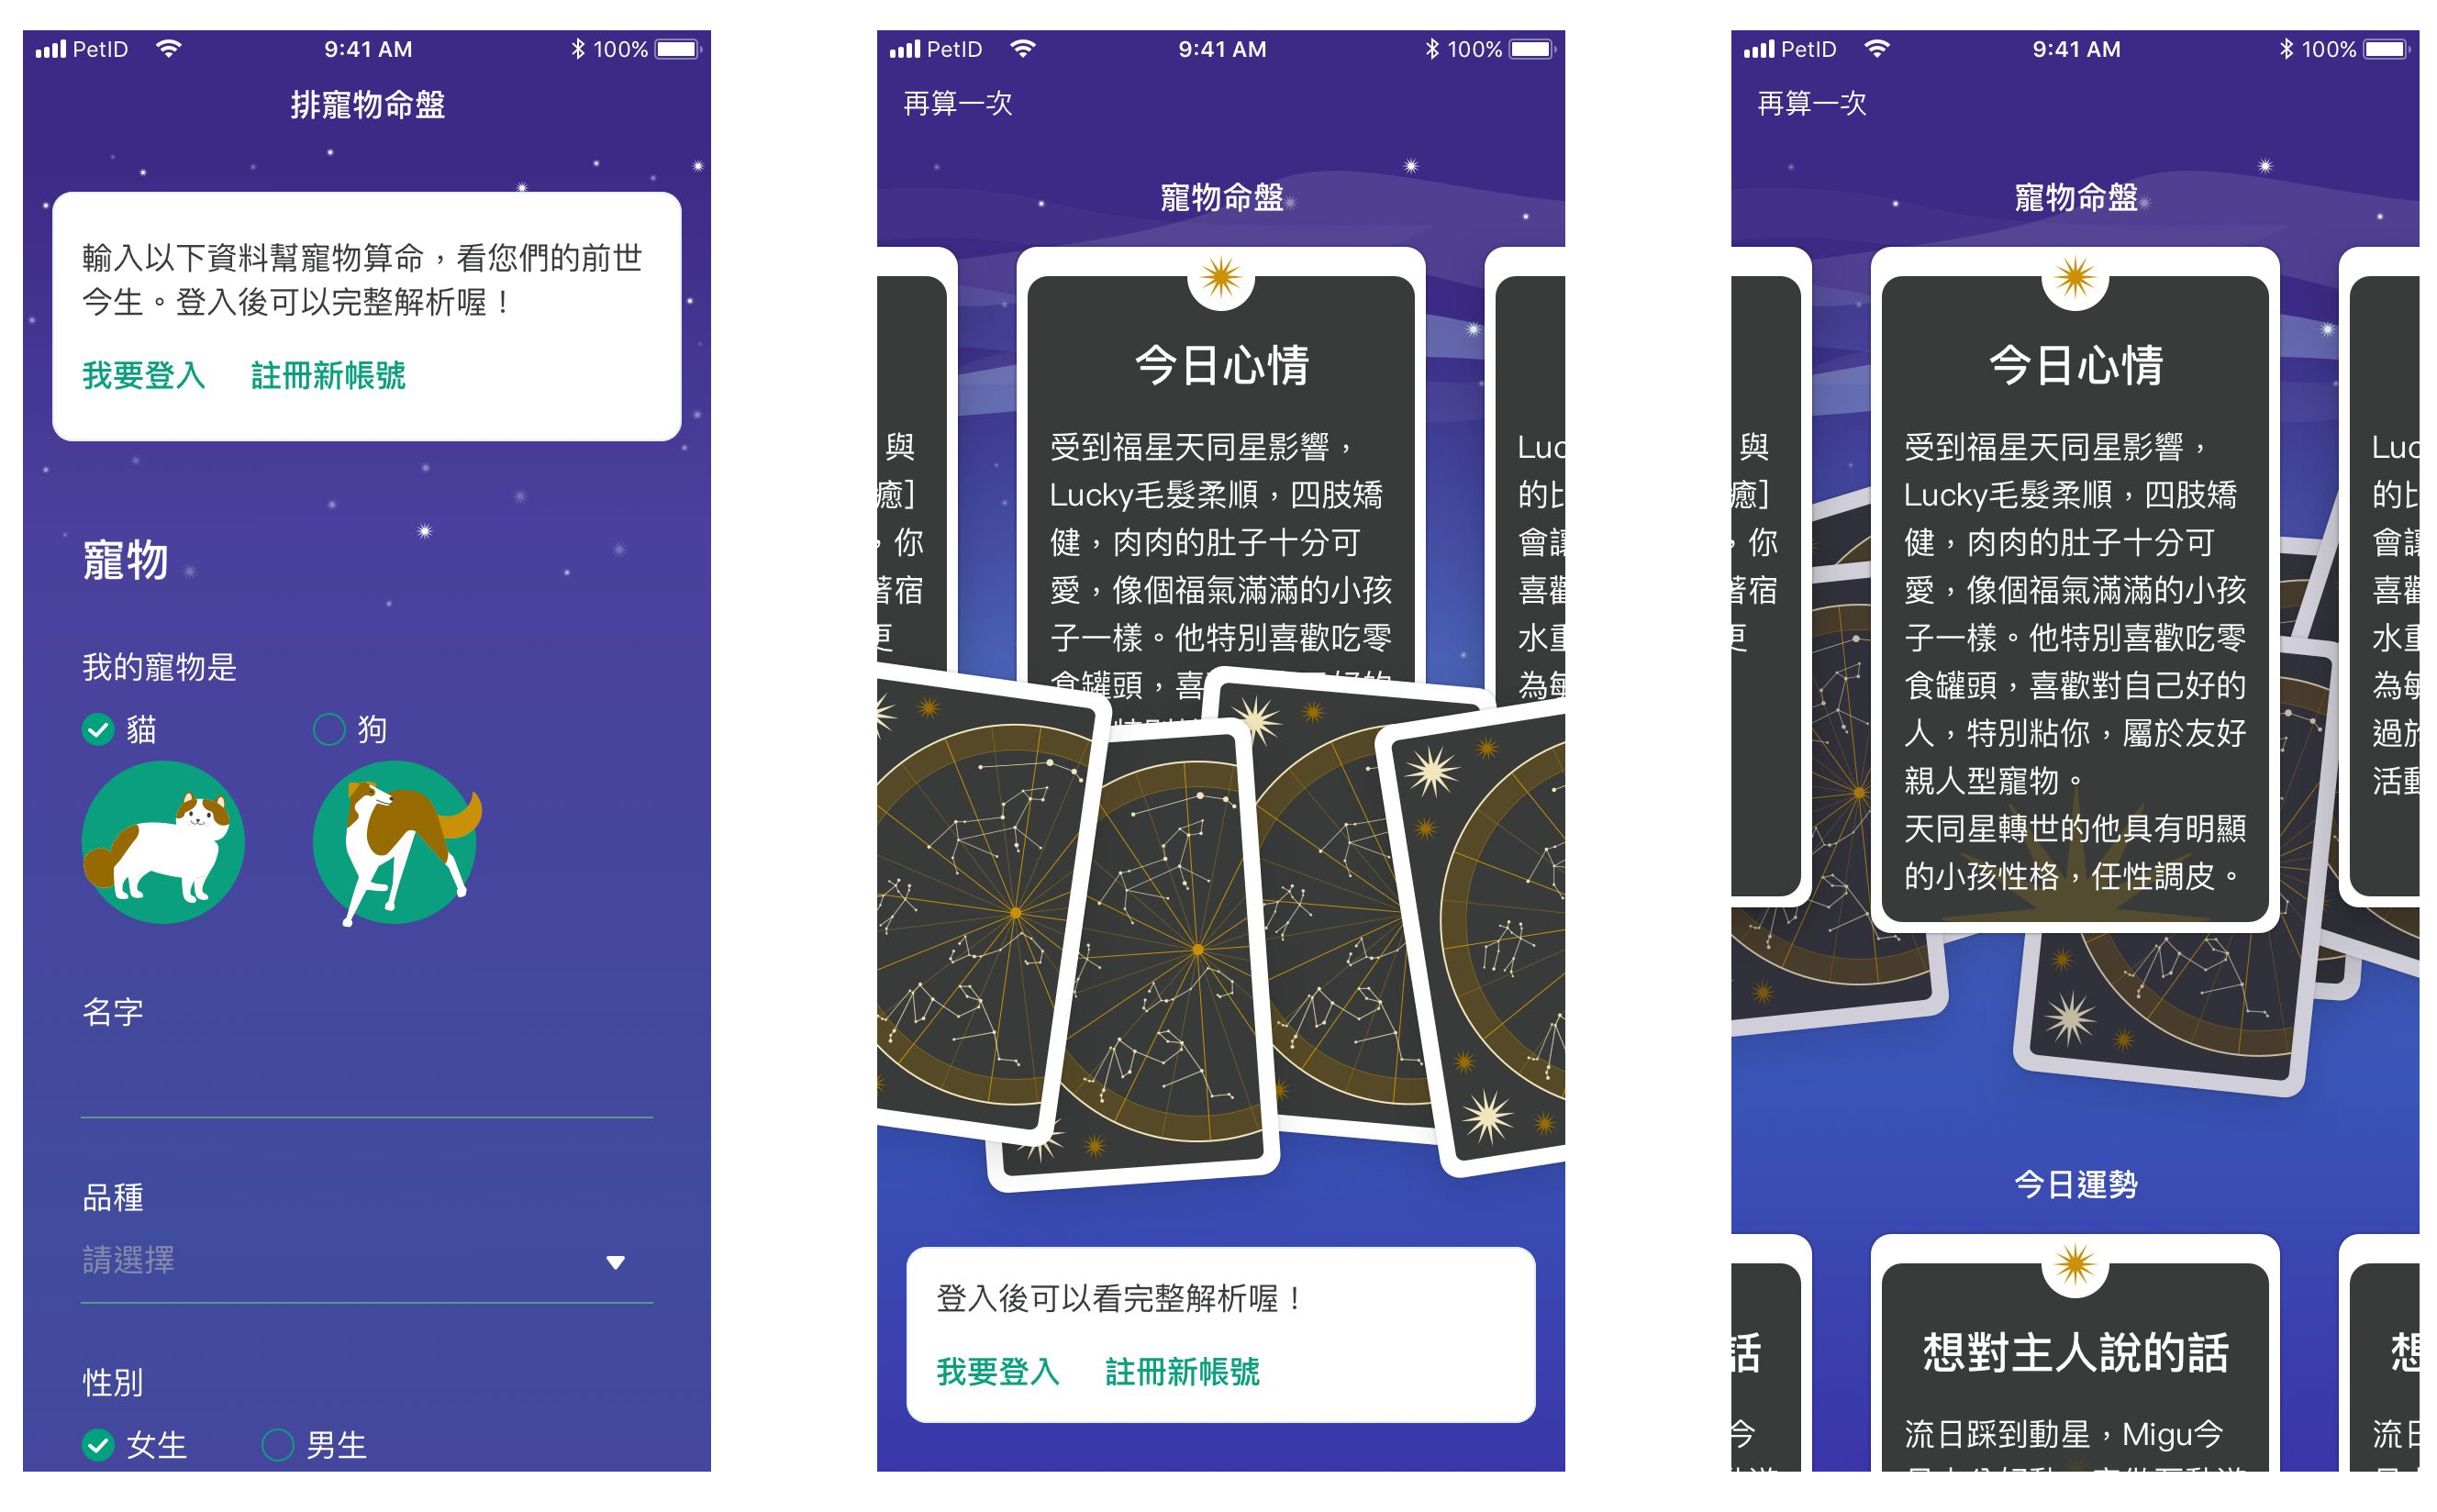 PetID 9:41 AM 100%
排寵物命盤
輸入以下資料幫寵物算命，看您們的前世
今生。登入後可以完整解析喔！
我要登入 註冊新帳號
寵物
我的寵物是
貓 狗
名字
品種
請選擇
性別
女生 男生
PetID 9:41 AM 100%
再算一次
寵物命盤
今日心情
與
癒]
，你
著宿
更
受到福星天同星影響，
Lucky毛髮柔順，四肢矯
健，肉肉的肚子十分可
愛，像個福氣滿滿的小孩
子一樣。他特別喜歡吃零
食罐頭，喜
Luc
的比
會讓
喜歡
水重
為敏
登入後可以看完整解析喔！
我要登入 註冊新帳號
PetID 9:41 AM 100%
再算一次
寵物命盤
與
癒]
，你
著宿
更
今日心情
受到福星天同星影響，
Lucky毛髮柔順，四肢矯
健，肉肉的肚子十分可
愛，像個福氣滿滿的小孩
子一樣。他特別喜歡吃零
食罐頭，喜歡對自己好的
人，特別粘你，屬於友好
親人型寵物。
天同星轉世的他具有明顯
的小孩性格，任性調皮。
Luc
的比
會讓
喜歡
水重
為敏
過於
活動
今日運勢
話
今
想對主人說的話
流日踩到動星，Migu今
想
流日